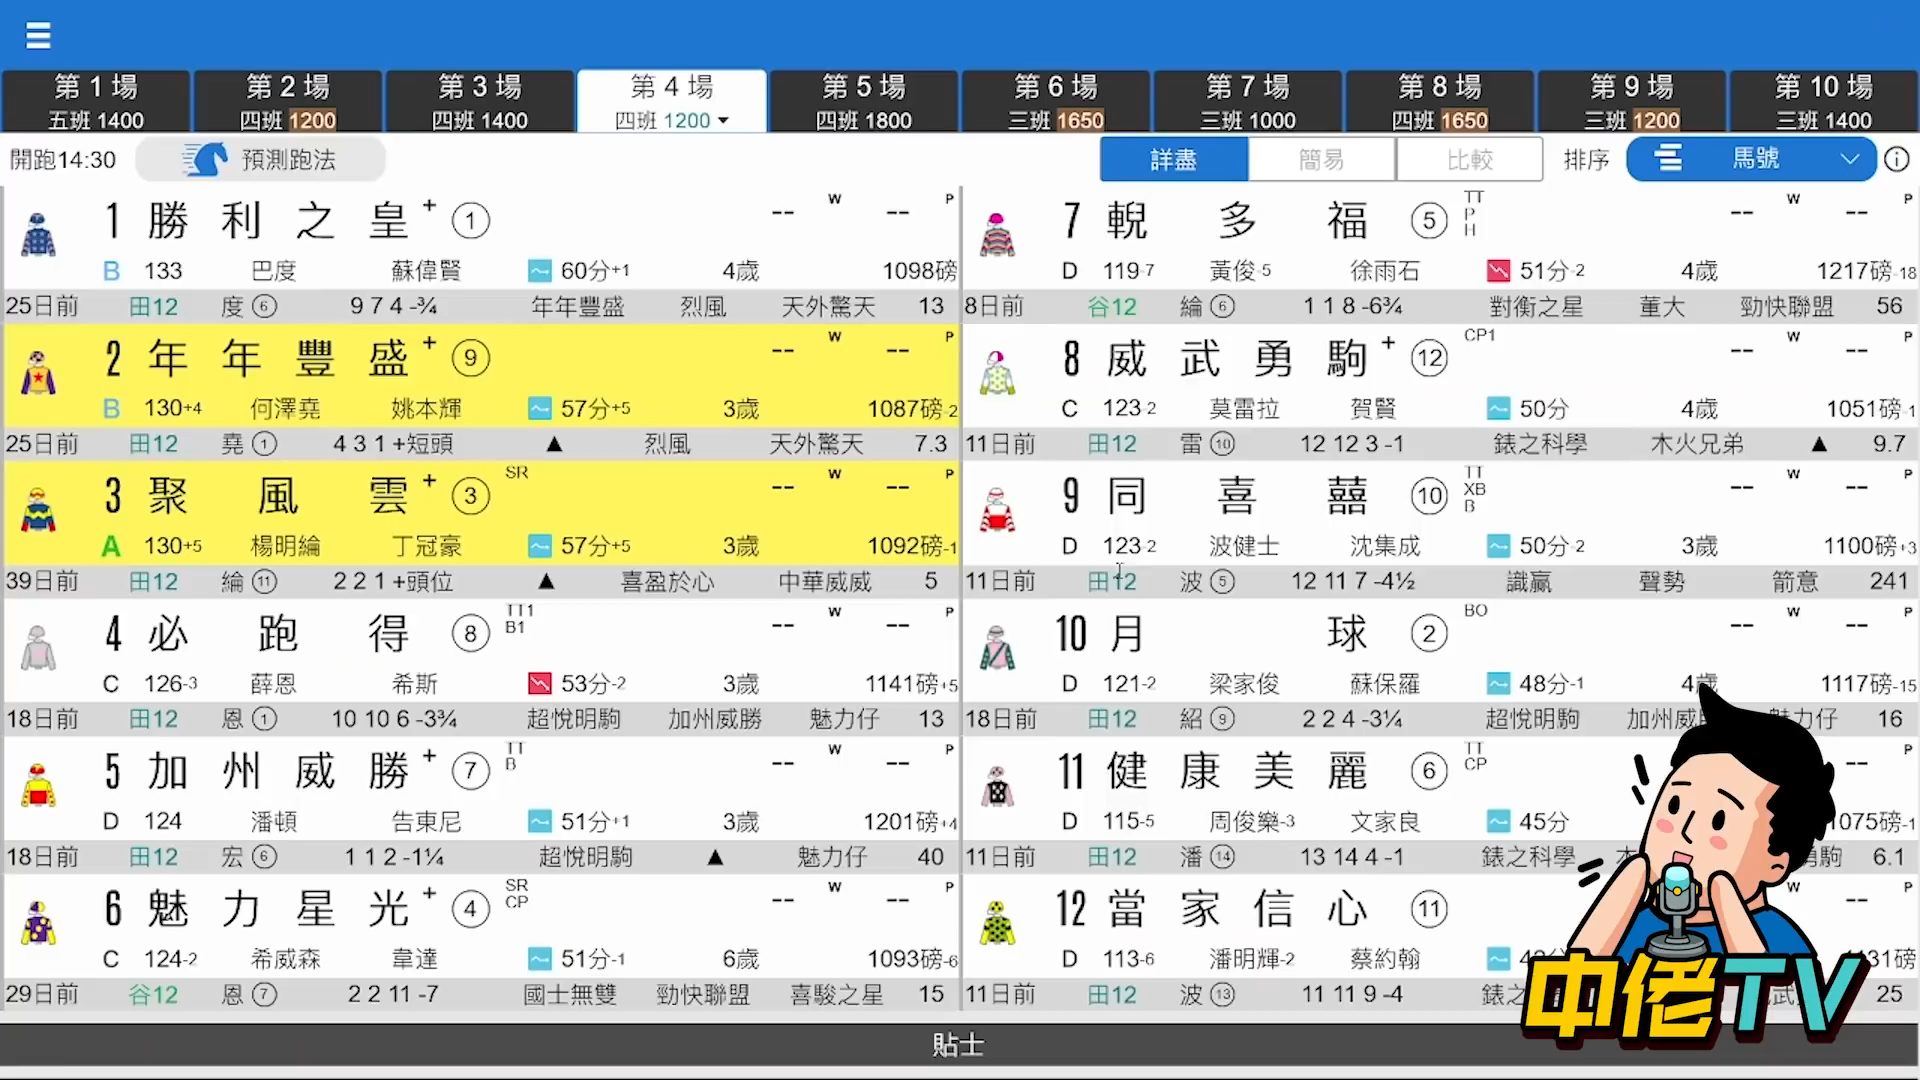 第 1 場 第 2 場 第 3 場 第 4 場 第 5 場 第 6 場 第 7 場 第 8 場 第 9 場 第 10 場
五班 1400 四班 1200 四班 1400 四班 1200 四班 1800 三班 1650 三班 1000 四班 1650 三班 1200 三班 1400
開跑14:30 預測跑法 詳盡 簡易 比較 排序 馬號
1 勝利之皇+ ① -- W -- P
B 133 巴度 蘇偉賢 60分+1 4歲 1098磅
25日前 田12 度⑥ 9 7 4 -¾ 年年豐盛 烈風 天外驚天 13
2 年年豐盛+ ⑨ -- W -- P
B 130+4 何澤堯 姚本輝 57分+5 3歲 1087磅-2
25日前 田12 堯① 4 3 1 +短頭 ▲ 烈風 天外驚天 7.3
3 聚風雲+ ③ SR -- W -- P
A 130+5 楊明綸 丁冠豪 57分+5 3歲 1092磅-1
39日前 田12 綸⑪ 2 2 1 +頭位 ▲ 喜盈於心 中華威威 5
4 必跑得 ⑧ TT1 B1 -- W -- P
C 126-3 薛恩 希斯 53分-2 3歲 1141磅+5
18日前 田12 恩① 10 10 6 -3¾ 超悅明駒 加州威勝 魅力仔 13
5 加州威勝+ ⑦ TT B -- W -- P
D 124 潘頓 告東尼 51分+1 3歲 1201磅+4
18日前 田12 宏⑥ 1 1 2 -1¼ 超悅明駒 ▲ 魅力仔 40
6 魅力星光+ ④ SR CP -- W -- P
C 124-2 希威森 韋達 51分-1 6歲 1093磅-6
29日前 谷12 恩⑦ 2 2 11 -7 國士無雙 勁快聯盟 喜駿之星 15
7 輗多福 ⑤ TT P H -- W -- P
D 119-7 黃俊-5 徐雨石 51分-2 4歲 1217磅-18
8日前 谷12 綸⑥ 1 1 8 -6¾ 對衡之星 董大 勁快聯盟 56
8 威武勇駒+ ⑫ CP1 -- W -- P
C 123-2 莫雷拉 賀賢 50分 4歲 1051磅-1
11日前 田12 雷⑩ 12 12 3 -1 錶之科學 木火兄弟 ▲ 9.7
9 同喜囍 ⑩ TT XB B -- W -- P
D 123-2 波健士 沈集成 50分-2 3歲 1100磅+3
11日前 田12 波⑤ 12 11 7 -4½ 識贏 聲勢 箭意 241
10 月球 ② BO -- W -- P
D 121-2 梁家俊 蘇保羅 48分-1 4歲 1117磅-15
18日前 田12 紹⑨ 2 2 4 -3¼ 超悅明駒 加州威 魅力仔 16
11 健康美麗 ⑥ TT CP -- P
D 115-5 周俊樂-3 文家良 45分 1075磅-1
11日前 田12 潘⑭ 13 14 4 -1 錶之科學 勇駒 6.1
12 當家信心 ⑪ W -- P
D 113-6 潘明輝-2 蔡約翰 31磅
11日前 田12 波⑬ 11 11 9 -4 錶之 25
中佬TV
貼士